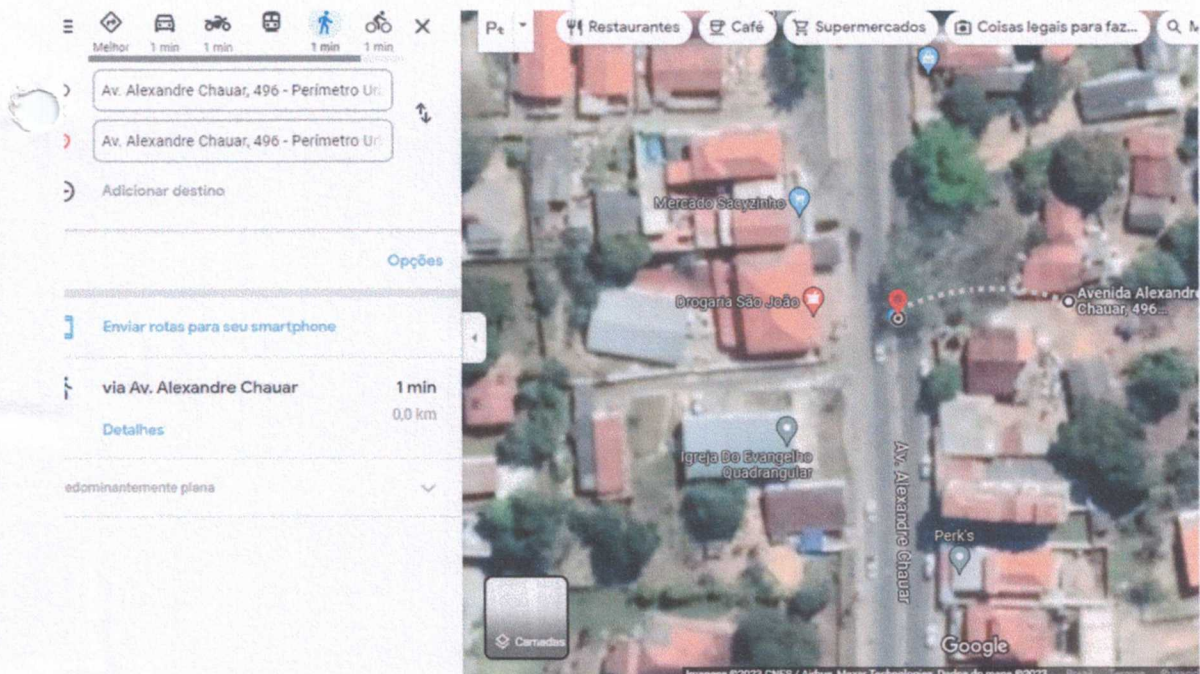 Melhor
1 min
1 min
1 min
1 min
Av. Alexandre Chauar, 496 - Perímetro Ur
Av. Alexandre Chauar, 496 - Perímetro Ur
Adicionar destino
Opções
Enviar rotas para seu smartphone
via Av. Alexandre Chauar
1 min
0,0 km
Detalhes
edominantemente plana
Restaurantes
Café
Supermercados
Coisas legais para faz...
Mercado Sacyzinho
Drogaria São João
Avenida Alexandre
Chauar, 496...
Igreja Do Evangelho
Quadrangular
Av. Alexandre Chauar
Perk's
Camadas
Google